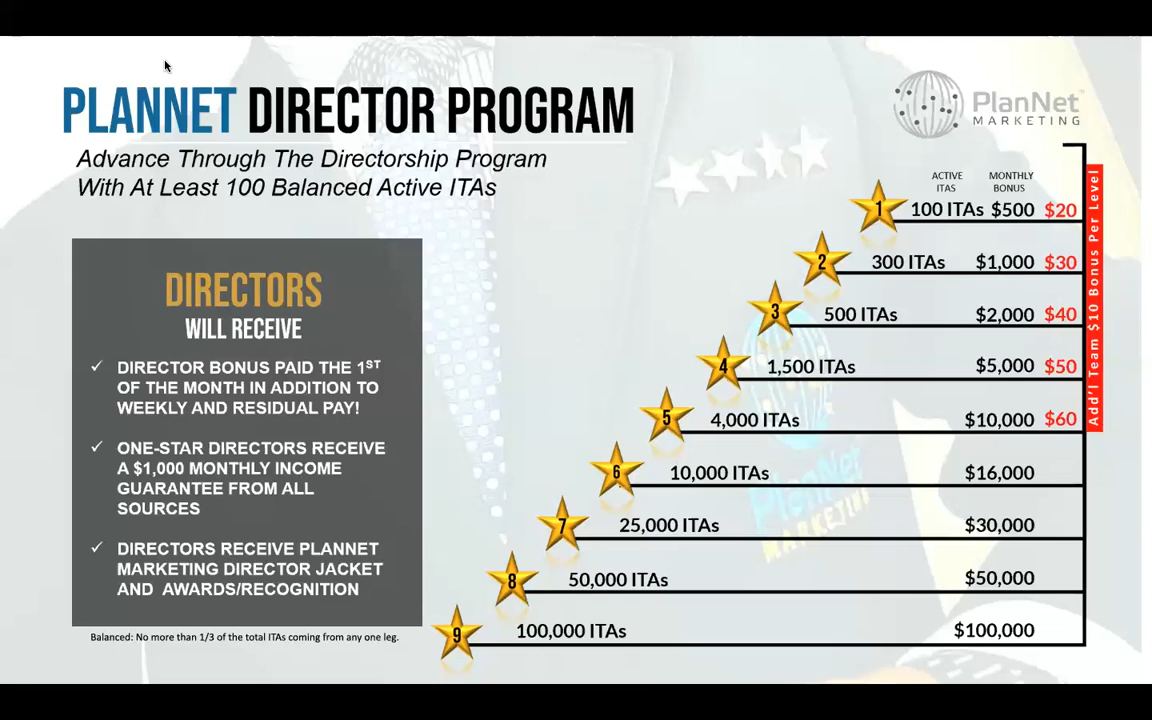 PLANNET DIRECTOR PROGRAM
Advance Through The Directorship Program
With At Least 100 Balanced Active ITAs
PlanNet™
MARKETING
DIRECTORS
WILL RECEIVE
✓ DIRECTOR BONUS PAID THE 1ST
OF THE MONTH IN ADDITION TO
WEEKLY AND RESIDUAL PAY!
✓ ONE-STAR DIRECTORS RECEIVE
A $1,000 MONTHLY INCOME
GUARANTEE FROM ALL
SOURCES
✓ DIRECTORS RECEIVE PLANNET
MARKETING DIRECTOR JACKET
AND AWARDS/RECOGNITION
Balanced: No more than 1/3 of the total ITAs coming from any one leg.
ACTIVE ITAS
MONTHLY BONUS
1 100 ITAs $500 $20
2 300 ITAs $1,000 $30
3 500 ITAs $2,000 $40
4 1,500 ITAs $5,000 $50
5 4,000 ITAs $10,000 $60
6 10,000 ITAs $16,000
7 25,000 ITAs $30,000
8 50,000 ITAs $50,000
9 100,000 ITAs $100,000
Add'l Team $10 Bonus Per Level
PlanNet
MARKETING